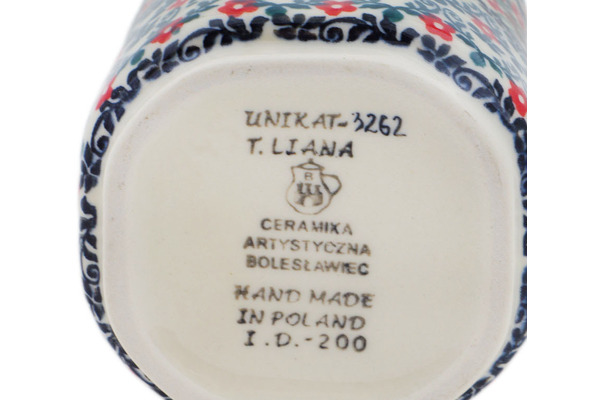 UNIKAT-3262
T. LIANA
B
CERAMIKA
ARTYSTYCZNA
BOLESŁAWIEC
HAND MADE
IN POLAND
I.D.-200